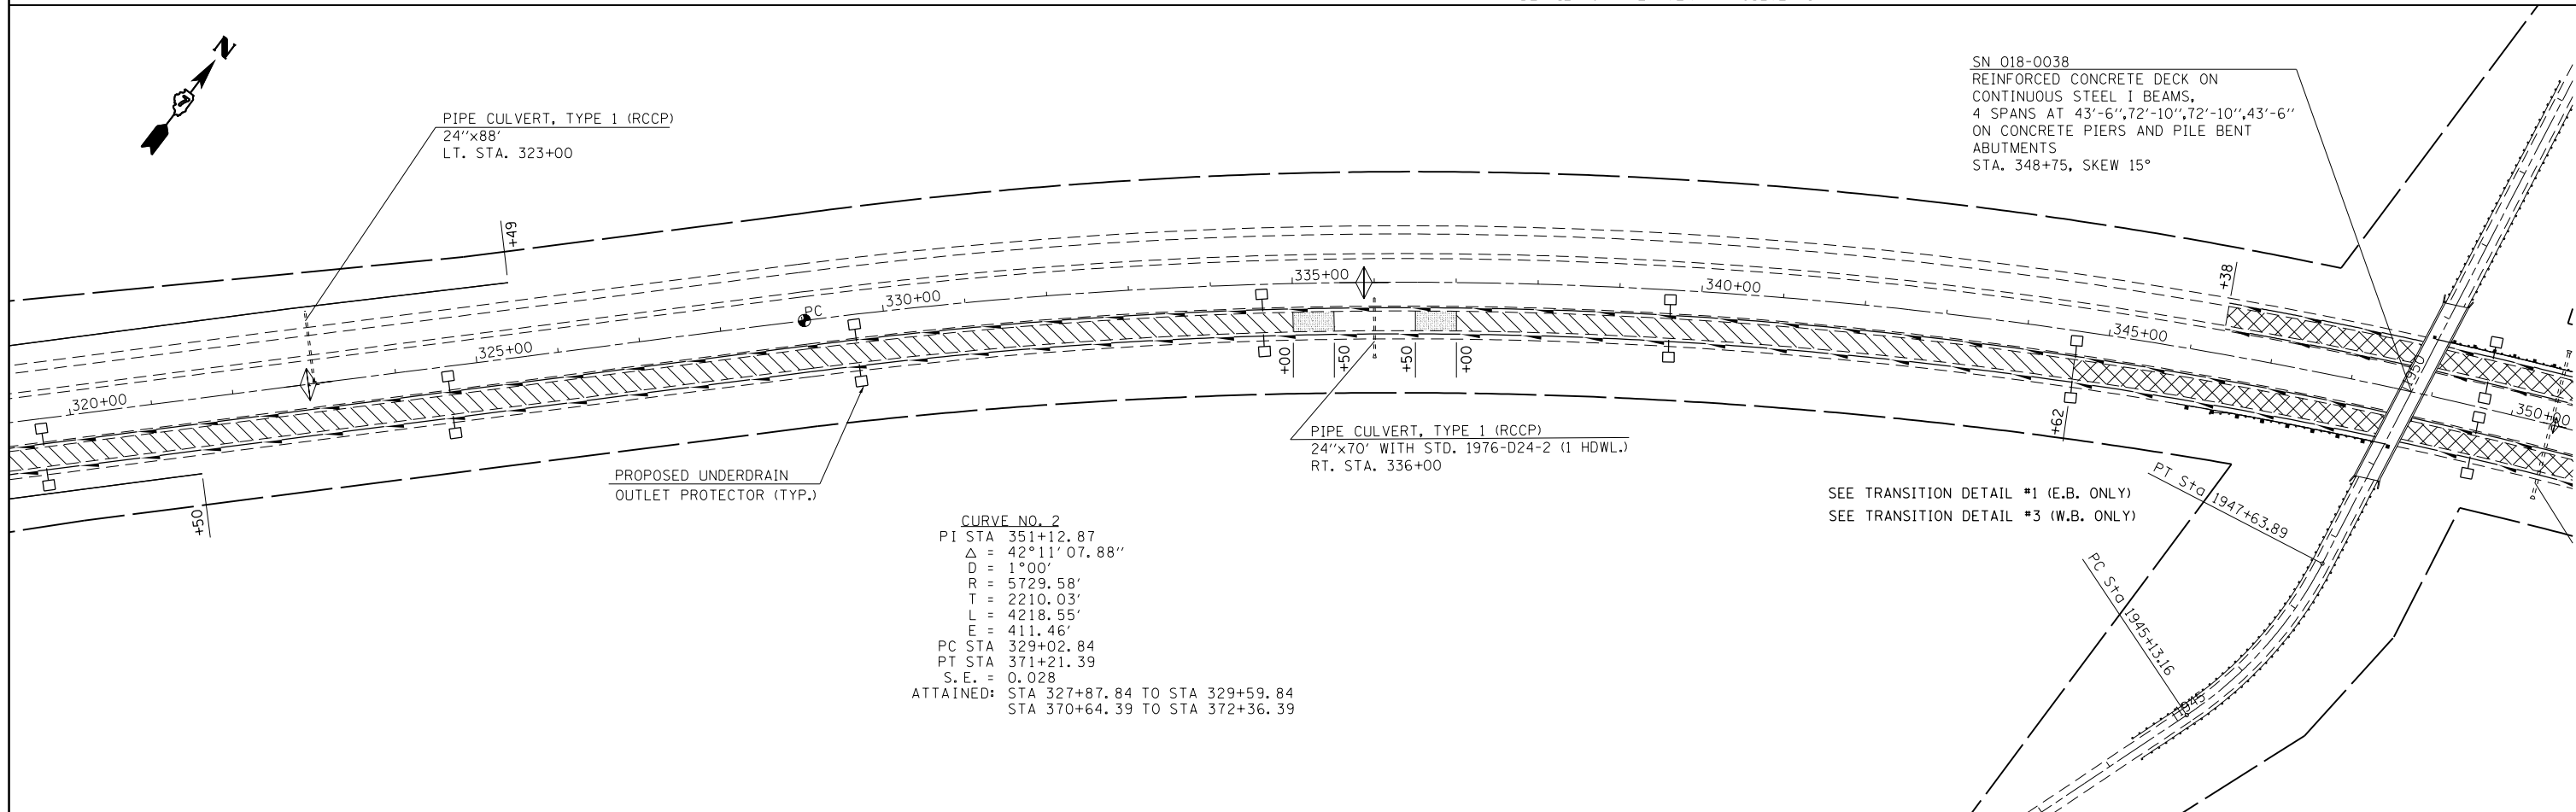 N
SN 018-0038
REINFORCED CONCRETE DECK ON
CONTINUOUS STEEL I BEAMS,
4 SPANS AT 43'-6",72'-10",72'-10",43'-6"
ON CONCRETE PIERS AND PILE BENT
ABUTMENTS
STA. 348+75, SKEW 15°
PIPE CULVERT, TYPE 1 (RCCP)
24"x88'
LT. STA. 323+00
+49
320+00
325+00
PC
330+00
335+00
340+00
345+00
350+00
+38
1950
+00
+50
+50
+00
+62
+50
PIPE CULVERT, TYPE 1 (RCCP)
24"x70' WITH STD. 1976-D24-2 (1 HDWL.)
RT. STA. 336+00
PROPOSED UNDERDRAIN
OUTLET PROTECTOR (TYP.)
SEE TRANSITION DETAIL #1 (E.B. ONLY)
SEE TRANSITION DETAIL #3 (W.B. ONLY)
PT Sta 1947+63.89
PC Sta 1945+13.16
1945
CURVE NO. 2
PI STA 351+12.87
Δ = 42°11'07.88"
D = 1°00'
R = 5729.58'
T = 2210.03'
L = 4218.55'
E = 411.46'
PC STA 329+02.84
PT STA 371+21.39
S.E. = 0.028
ATTAINED: STA 327+87.84 TO STA 329+59.84
STA 370+64.39 TO STA 372+36.39